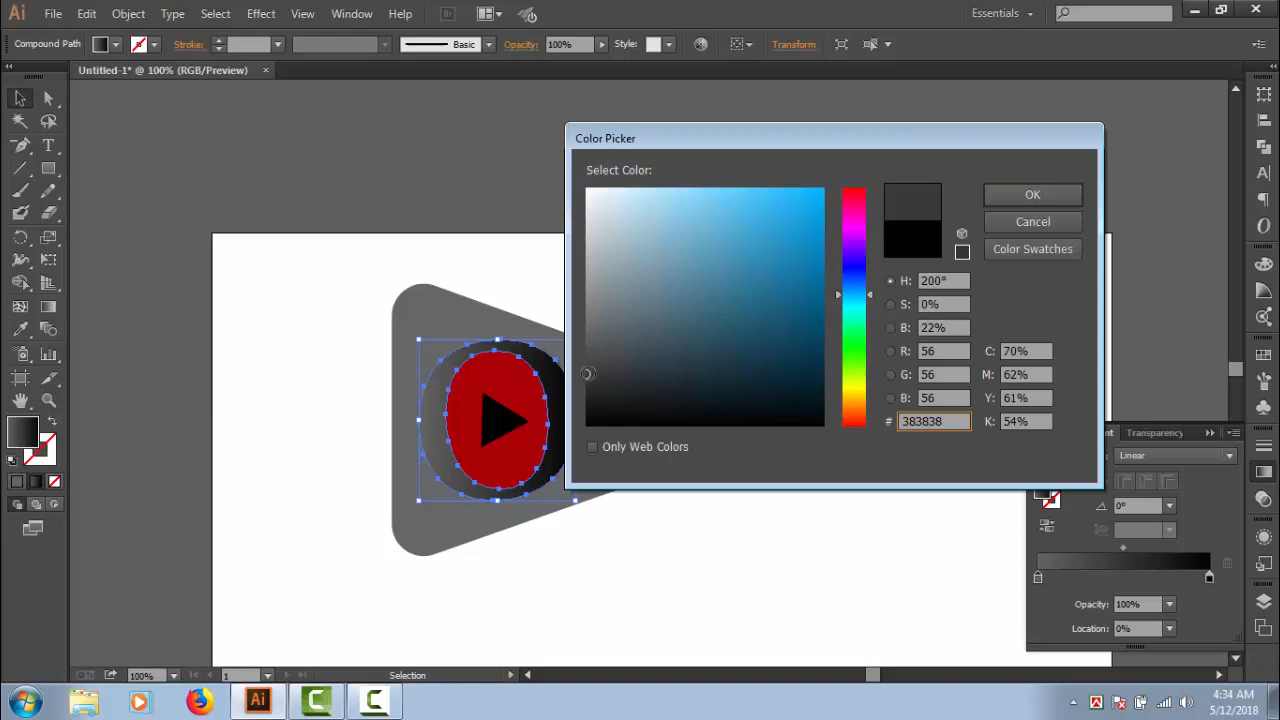 Ai File Edit Object Type Select Effect View Window Help Br Essentials
Compound Path Stroke: Basic Opacity: 100% Style: Transform
Untitled-1* @ 100% (RGB/Preview) ×
Color Picker
Select Color:
OK
Cancel
Color Swatches
H: 200°
S: 0%
B: 22%
R: 56 C: 70%
G: 56 M: 62%
B: 56 Y: 61%
# 383838 K: 54%
Only Web Colors
Transparency
Linear
0°
Opacity: 100%
Location: 0%
100% 1 Selection
Ai
4:34 AM
5/12/2018